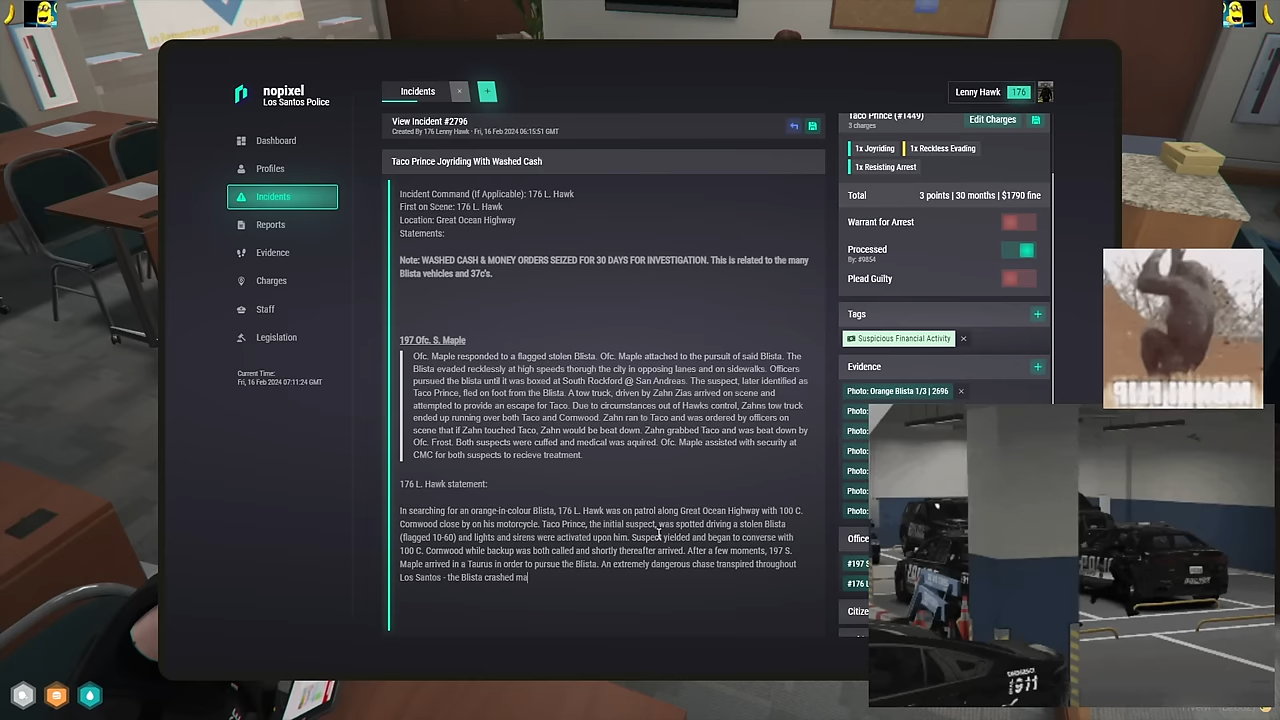 nopixel
Los Santos Police
Dashboard
Profiles
Incidents
Reports
Evidence
Charges
Staff
Legislation
Current Time:
Fri, 16 Feb 2024 07:11:24 GMT
Incidents
×
+
Lenny Hawk 176
View Incident #2796
Created By 176 Lenny Hawk · Fri, 16 Feb 2024 06:15:51 GMT
Taco Prince Joyriding With Washed Cash
Incident Command (If Applicable): 176 L. Hawk
First on Scene: 176 L. Hawk
Location: Great Ocean Highway
Statements:
Note: WASHED CASH & MONEY ORDERS SEIZED FOR 30 DAYS FOR INVESTIGATION. This is related to the many
Blista vehicles and 37c's.
197 Ofc. S. Maple
Ofc. Maple responded to a flagged stolen Blista. Ofc. Maple attached to the pursuit of said Blista. The
Blista evaded recklessly at high speeds thorugh the city in opposing lanes and on sidewalks. Officers
pursued the blista until it was boxed at South Rockford @ San Andreas. The suspect, later identified as
Taco Prince, fled on foot from the Blista. A tow truck, driven by Zahn Zias arrived on scene and
attempted to provide an escape for Taco. Due to circumstances out of Hawks control, Zahns tow truck
ended up running over both Taco and Cornwood. Zahn ran to Taco and was ordered by officers on
scene that if Zahn touched Taco, Zahn would be beat down. Zahn grabbed Taco and was beat down by
Ofc. Frost. Both suspects were cuffed and medical was aquired. Ofc. Maple assisted with security at
CMC for both suspects to recieve treatment.
176 L. Hawk statement:
In searching for an orange-in-colour Blista, 176 L. Hawk was on patrol along Great Ocean Highway with 100 C.
Cornwood close by on his motorcycle. Taco Prince, the initial suspect, was spotted driving a stolen Blista
(flagged 10-60) and lights and sirens were activated upon him. Suspect yielded and began to converse with
100 C. Cornwood while backup was both called and shortly thereafter arrived. After a few moments, 197 S.
Maple arrived in a Taurus in order to pursue the Blista. An extremely dangerous chase transpired throughout
Los Santos - the Blista crashed ma
Taco Prince (#1449)
3 charges
Edit Charges
1x Joyriding
1x Reckless Evading
1x Resisting Arrest
Total 3 points | 30 months | $1790 fine
Warrant for Arrest
Processed
By: #9854
Plead Guilty
Tags +
Suspicious Financial Activity ×
Evidence +
Photo: Orange Blista 1/3 | 2696 ×
Photo:
Photo:
Photo:
Photo:
Photo:
Photo:
Office
#197 S
#176 L
Citize
911